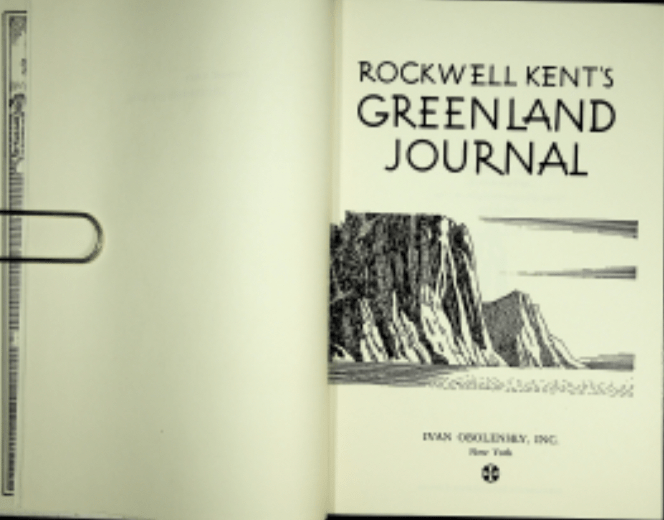 ROCKWELL KENT'S
GREENLAND
JOURNAL
IVAN OBOLENSKY, INC.
New York